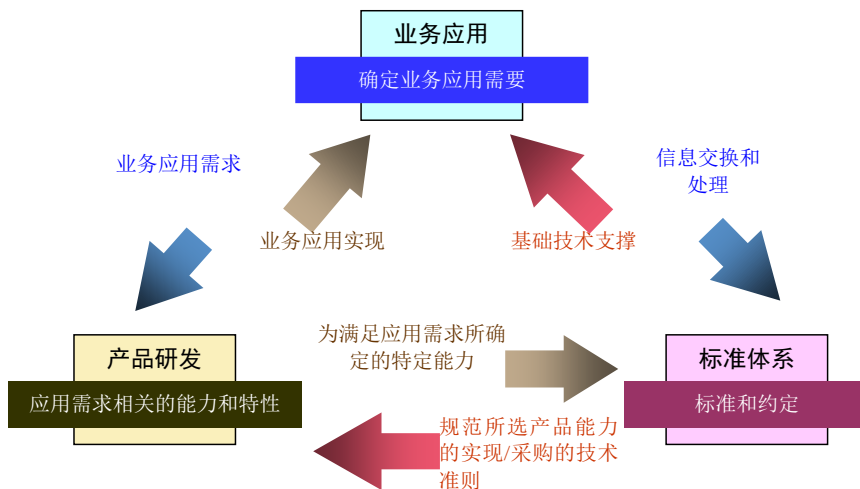 业务应用
确定业务应用需要
业务应用需求
信息交换和
处理
业务应用实现
基础技术支撑
为满足应用需求所确
定的特定能力
产品研发
应用需求相关的能力和特性
标准体系
标准和约定
规范所选产品能力
的实现/采购的技术
准则